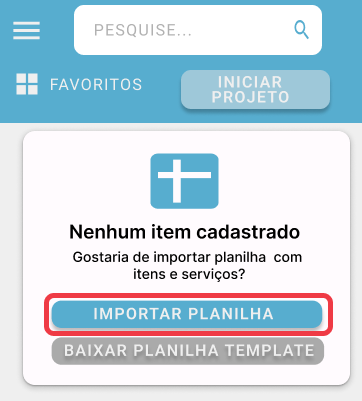 PESQUISE...
FAVORITOS
INICIAR
PROJETO
Nenhum item cadastrado
Gostaria de importar planilha com
itens e serviços?
IMPORTAR PLANILHA
BAIXAR PLANILHA TEMPLATE